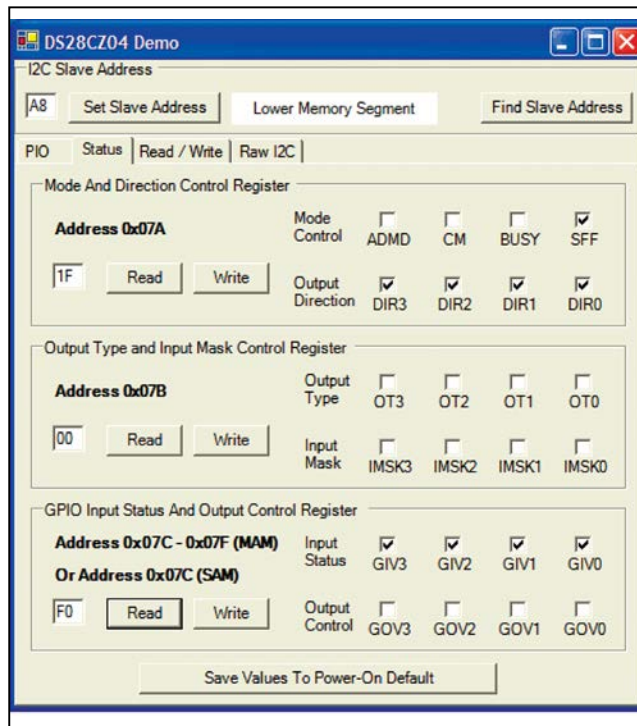 DS28CZ04 Demo
I2C Slave Address
A8 Set Slave Address Lower Memory Segment Find Slave Address
PIO Status Read / Write Raw I2C
Mode And Direction Control Register
Address 0x07A
Mode Control ADMD CM BUSY SFF
1F Read Write
Output Direction DIR3 DIR2 DIR1 DIR0
Output Type and Input Mask Control Register
Address 0x07B
Output Type OT3 OT2 OT1 OT0
00 Read Write
Input Mask IMSK3 IMSK2 IMSK1 IMSK0
GPIO Input Status And Output Control Register
Address 0x07C - 0x07F (MAM)
Or Address 0x07C (SAM)
Input Status GIV3 GIV2 GIV1 GIV0
F0 Read Write
Output Control GOV3 GOV2 GOV1 GOV0
Save Values To Power-On Default